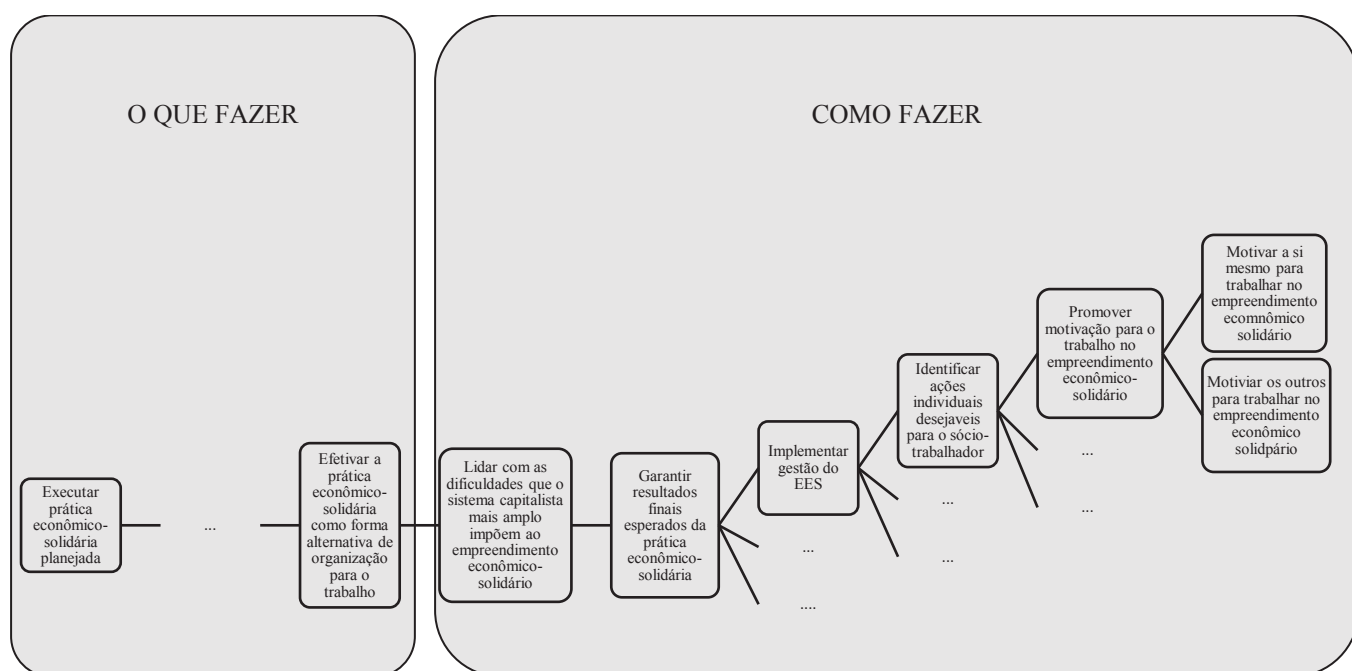 O QUE FAZER
COMO FAZER
Executar
prática
econômico-
solidária
planejada
...
Efetivar a
prática
econômico-
solidária
como forma
alternativa de
organização
para o
trabalho
Lidar com as
dificuldades que o
sistema capitalista
mais amplo
impõem ao
empreendimento
econômico-
solidário
Garantir
resultados
finais
esperados da
prática
econômico-
solidária
Implementar
gestão do
EES
...
....
Identificar
ações
individuais
desejaveis
para o sócio-
trabalhador
...
...
Promover
motivação para o
trabalho no
empreendimento
econômico-
solidário
...
...
Motivar a si
mesmo para
trabalhar no
empreendimento
ecomnômico
solidário
Motiviar os outros
para trabalhar no
empreendimento
econômico
solidpário